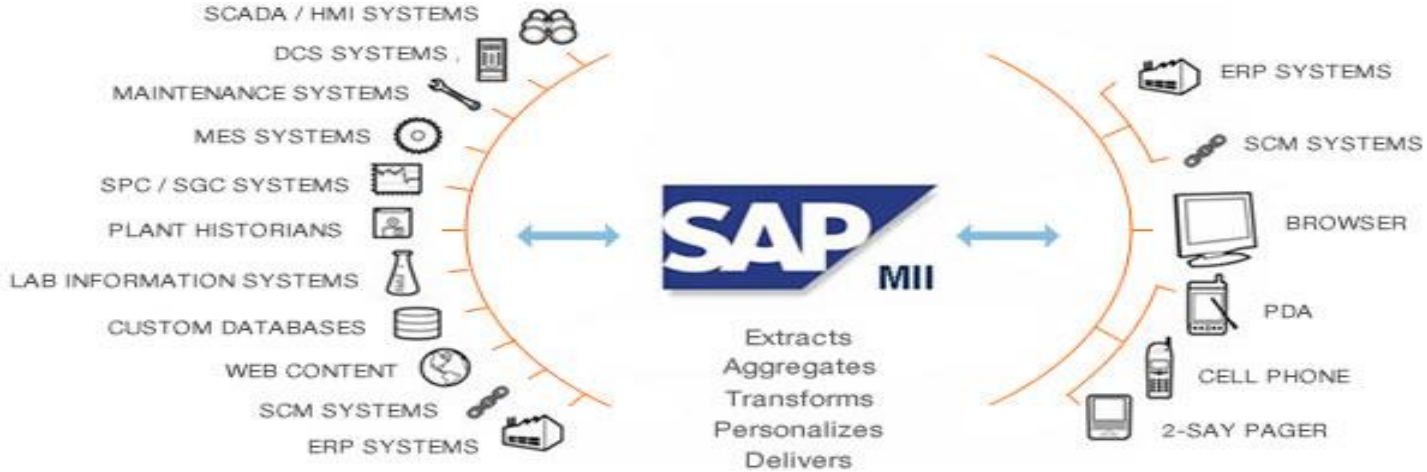 SCADA / HMI SYSTEMS
DCS SYSTEMS .
MAINTENANCE SYSTEMS
MES SYSTEMS
SPC / SGC SYSTEMS
PLANT HISTORIANS
LAB INFORMATION SYSTEMS
CUSTOM DATABASES
WEB CONTENT
SCM SYSTEMS
ERP SYSTEMS
SAP
MII
Extracts
Aggregates
Transforms
Personalizes
Delivers
ERP SYSTEMS
SCM SYSTEMS
BROWSER
PDA
CELL PHONE
2-SAY PAGER